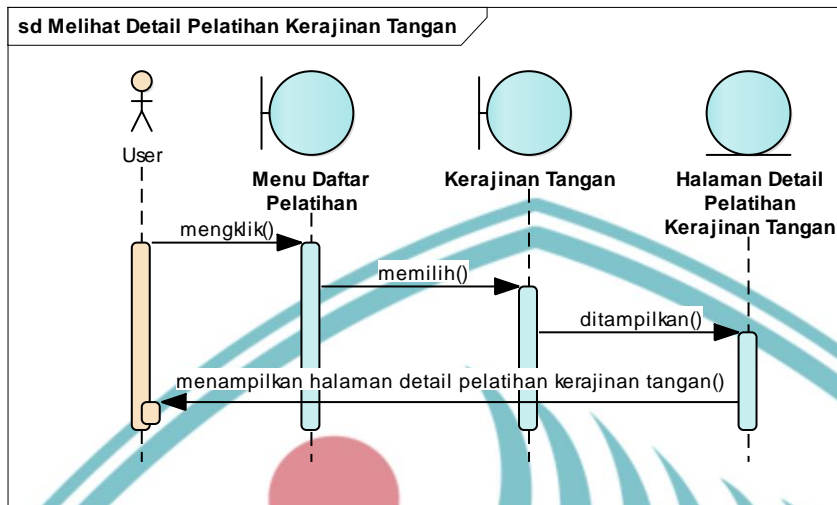 sd Melihat Detail Pelatihan Kerajinan Tangan
User
Menu Daftar
Pelatihan
Kerajinan Tangan
Halaman Detail
Pelatihan
Kerajinan Tangan
mengklik()
memilih()
ditampilkan()
menampilkan halaman detail pelatihan kerajinan tangan()